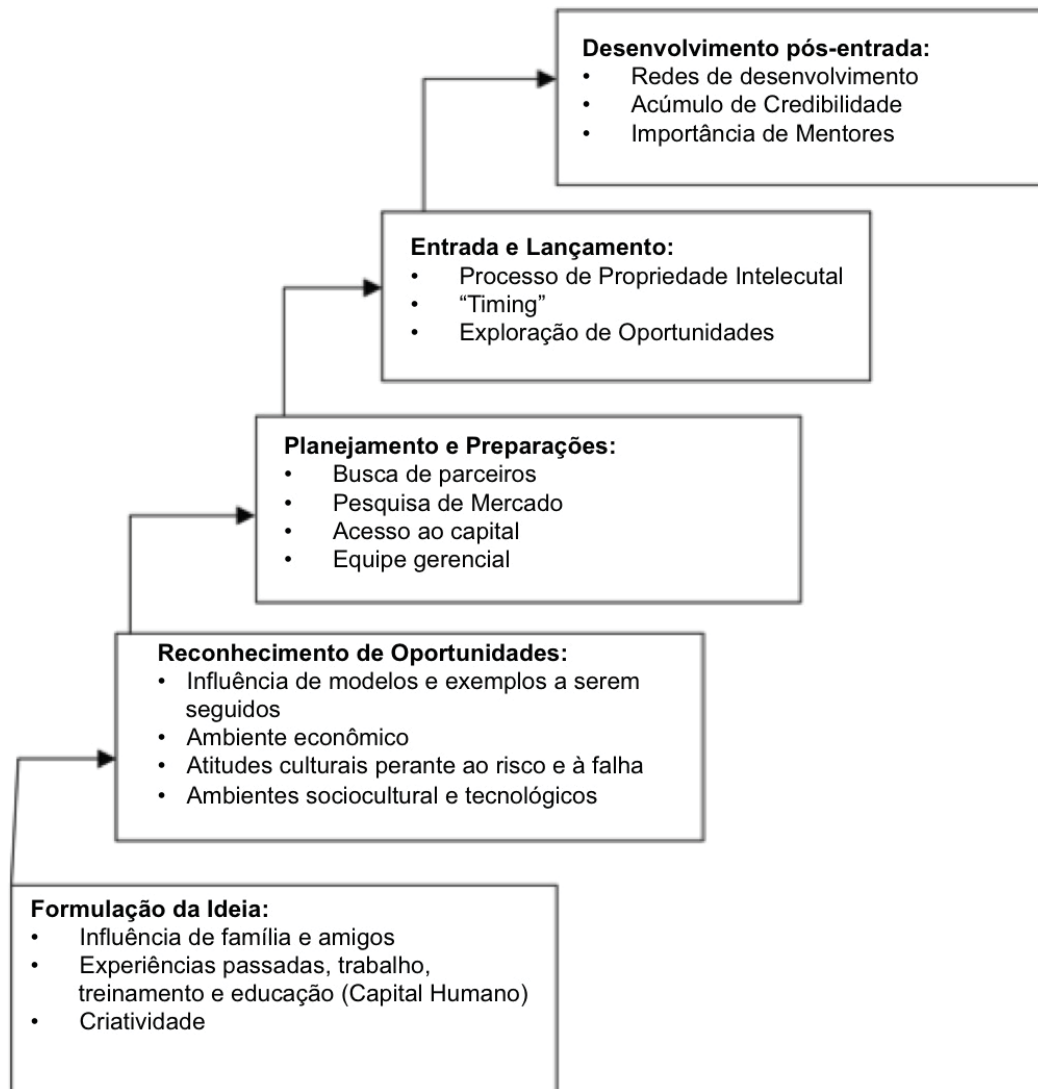 Desenvolvimento pós-entrada:
• Redes de desenvolvimento
• Acúmulo de Credibilidade
• Importância de Mentores
Entrada e Lançamento:
• Processo de Propriedade Intelecutal
• “Timing”
• Exploração de Oportunidades
Planejamento e Preparações:
• Busca de parceiros
• Pesquisa de Mercado
• Acesso ao capital
• Equipe gerencial
Reconhecimento de Oportunidades:
• Influência de modelos e exemplos a serem
seguidos
• Ambiente econômico
• Atitudes culturais perante ao risco e à falha
• Ambientes sociocultural e tecnológicos
Formulação da Ideia:
• Influência de família e amigos
• Experiências passadas, trabalho,
treinamento e educação (Capital Humano)
• Criatividade